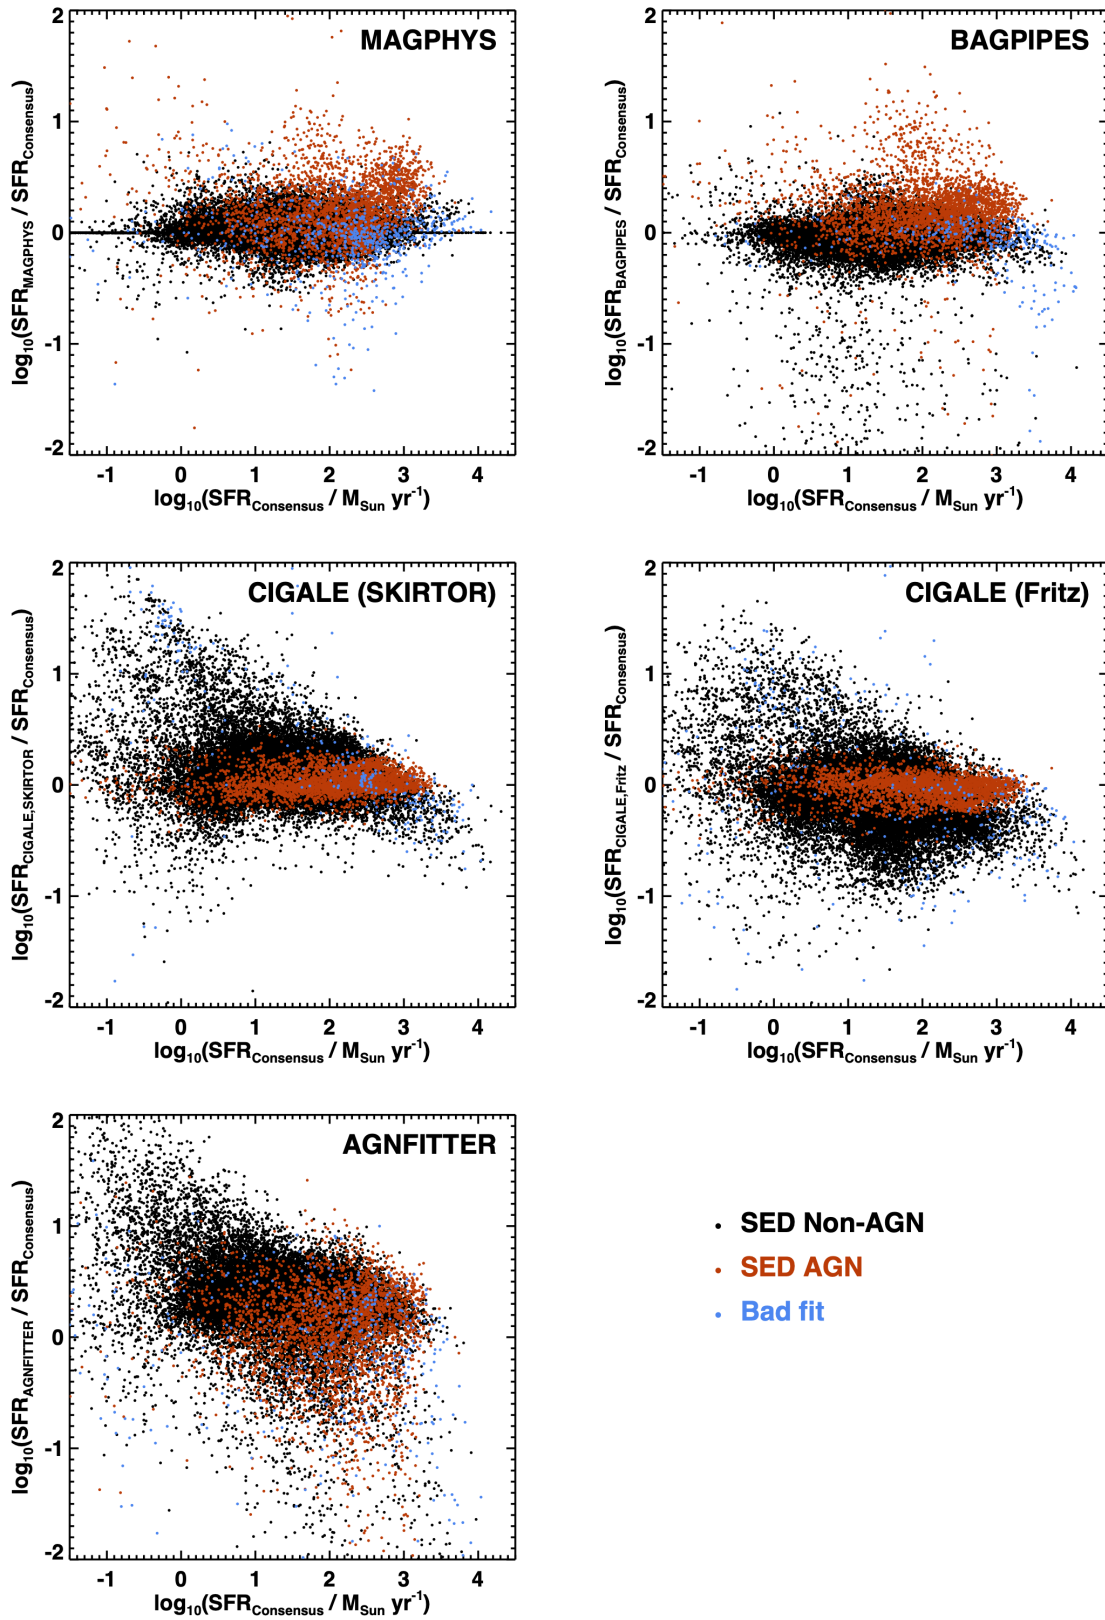 MAGPHYS
2
1
0
-1
-2
log10(SFRMAGPHYS / SFRConsensus)
-1 0 1 2 3 4
log10(SFRConsensus / MSun yr-1)
BAGPIPES
2
1
0
-1
-2
log10(SFRBAGPIPES / SFRConsensus)
-1 0 1 2 3 4
log10(SFRConsensus / MSun yr-1)
CIGALE (SKIRTOR)
2
1
0
-1
-2
log10(SFRCIGALE,SKIRTOR / SFRConsensus)
-1 0 1 2 3 4
log10(SFRConsensus / MSun yr-1)
CIGALE (Fritz)
2
1
0
-1
-2
log10(SFRCIGALE,Fritz / SFRConsensus)
-1 0 1 2 3 4
log10(SFRConsensus / MSun yr-1)
AGNFITTER
2
1
0
-1
-2
log10(SFRAGNFITTER / SFRConsensus)
-1 0 1 2 3 4
log10(SFRConsensus / MSun yr-1)
SED Non-AGN
SED AGN
Bad fit